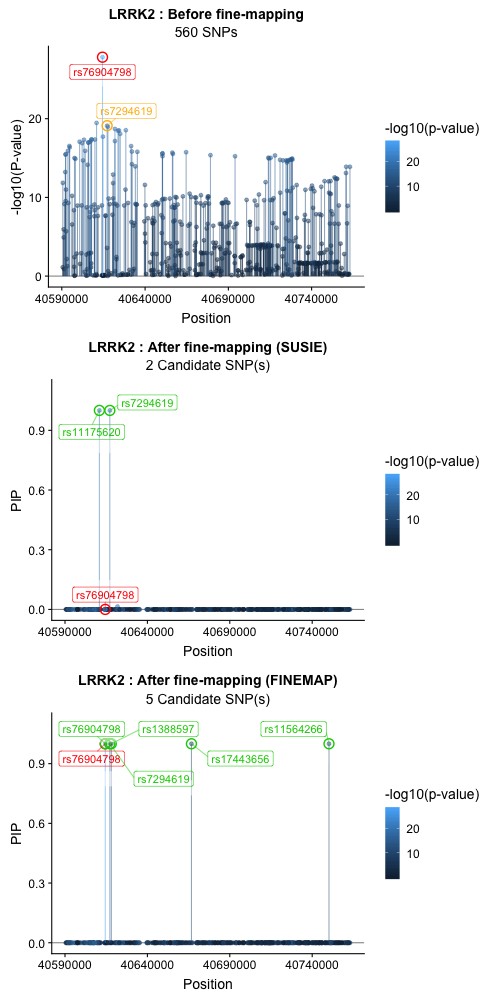 LRRK2 : Before fine-mapping
560 SNPs
rs76904798
rs7294619
20
10
0
-log10(P-value)
40590000 40640000 40690000 40740000
Position
-log10(p-value)
20
10
LRRK2 : After fine-mapping (SUSIE)
2 Candidate SNP(s)
rs7294619
rs11175620
rs76904798
0.9
0.6
0.3
0.0
PIP
40590000 40640000 40690000 40740000
Position
-log10(p-value)
20
10
LRRK2 : After fine-mapping (FINEMAP)
5 Candidate SNP(s)
rs76904798 rs1388597 rs11564266
rs76904798 rs17443656
rs7294619
0.9
0.6
0.3
0.0
PIP
40590000 40640000 40690000 40740000
Position
-log10(p-value)
20
10